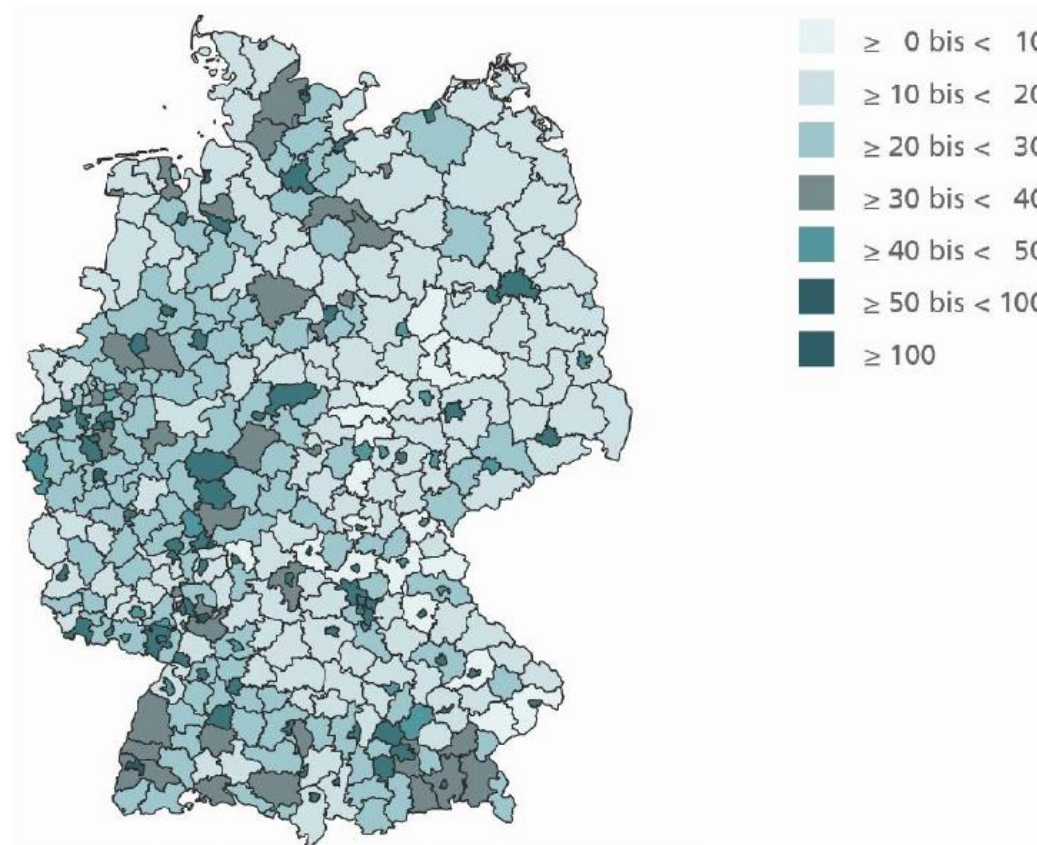 ≥ 0 bis < 10
≥ 10 bis < 20
≥ 20 bis < 30
≥ 30 bis < 40
≥ 40 bis < 50
≥ 50 bis < 100
≥ 100